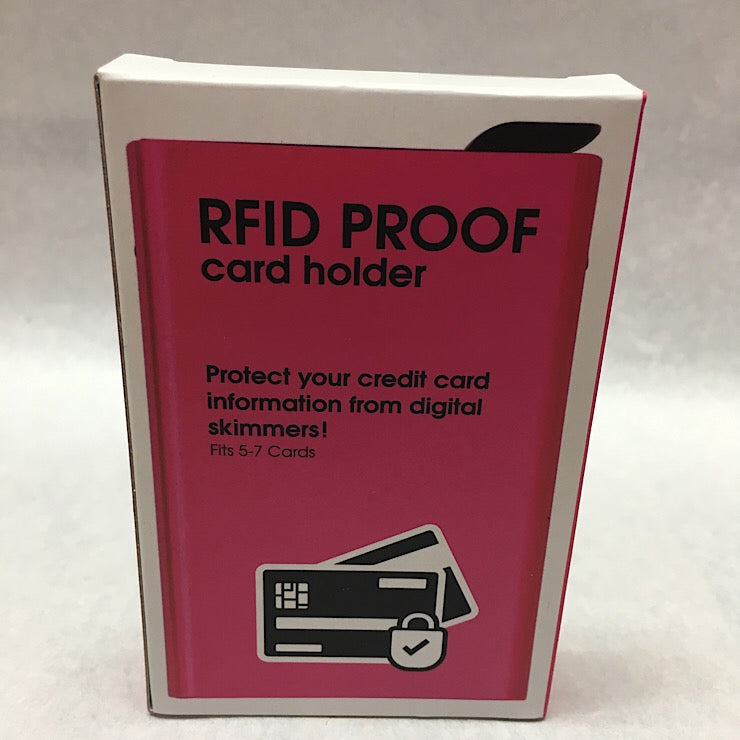 RFID PROOF
card holder
Protect your credit card
information from digital
skimmers!
Fits 5-7 Cards